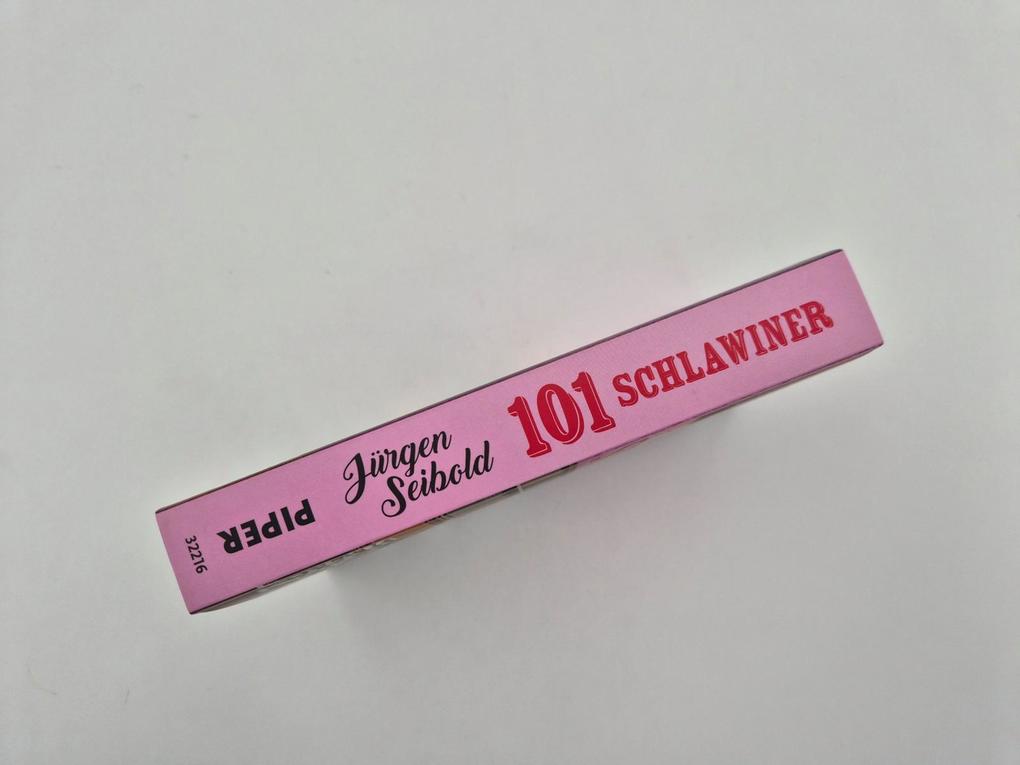 32216
PIPER
Jürgen
Seibold
101 SCHLAWINER